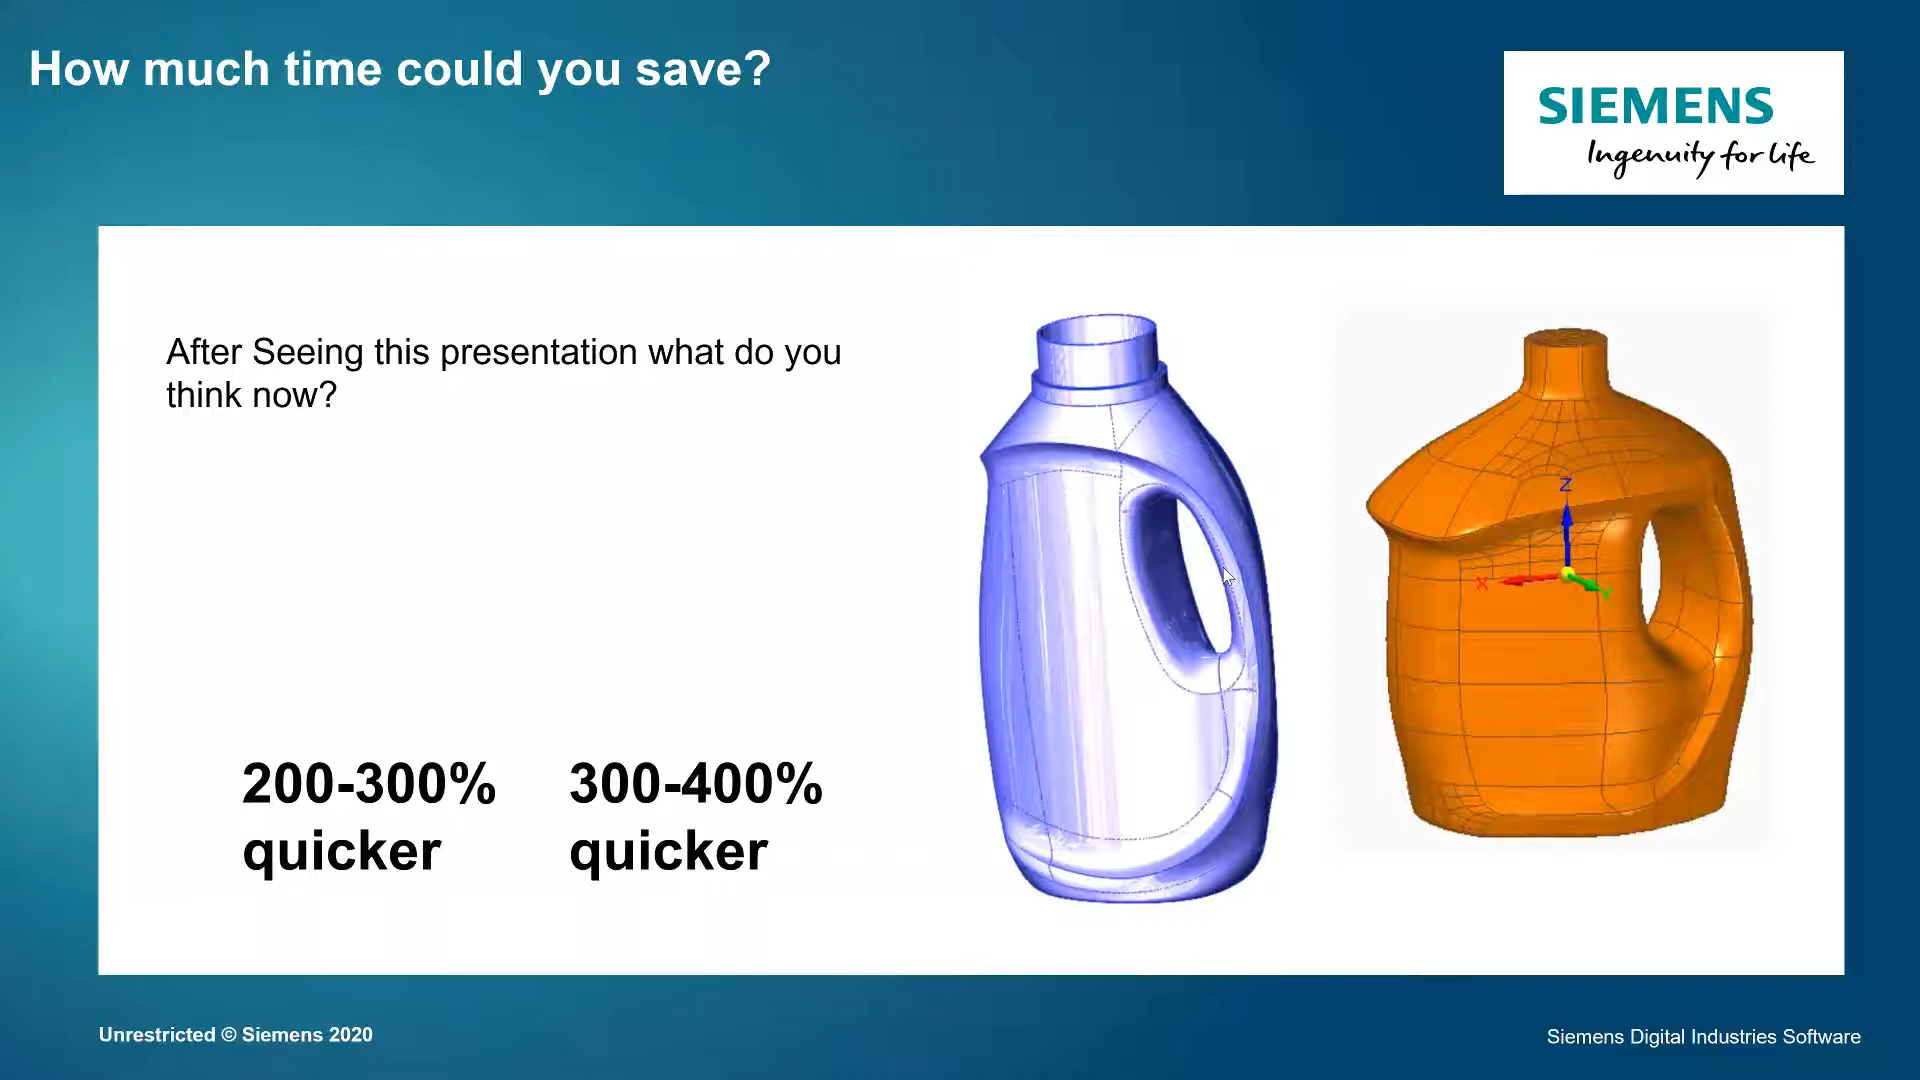 How much time could you save?
SIEMENS
Ingenuity for life
After Seeing this presentation what do you
think now?
Z
X
Y
200-300%
quicker
300-400%
quicker
Unrestricted © Siemens 2020
Siemens Digital Industries Software